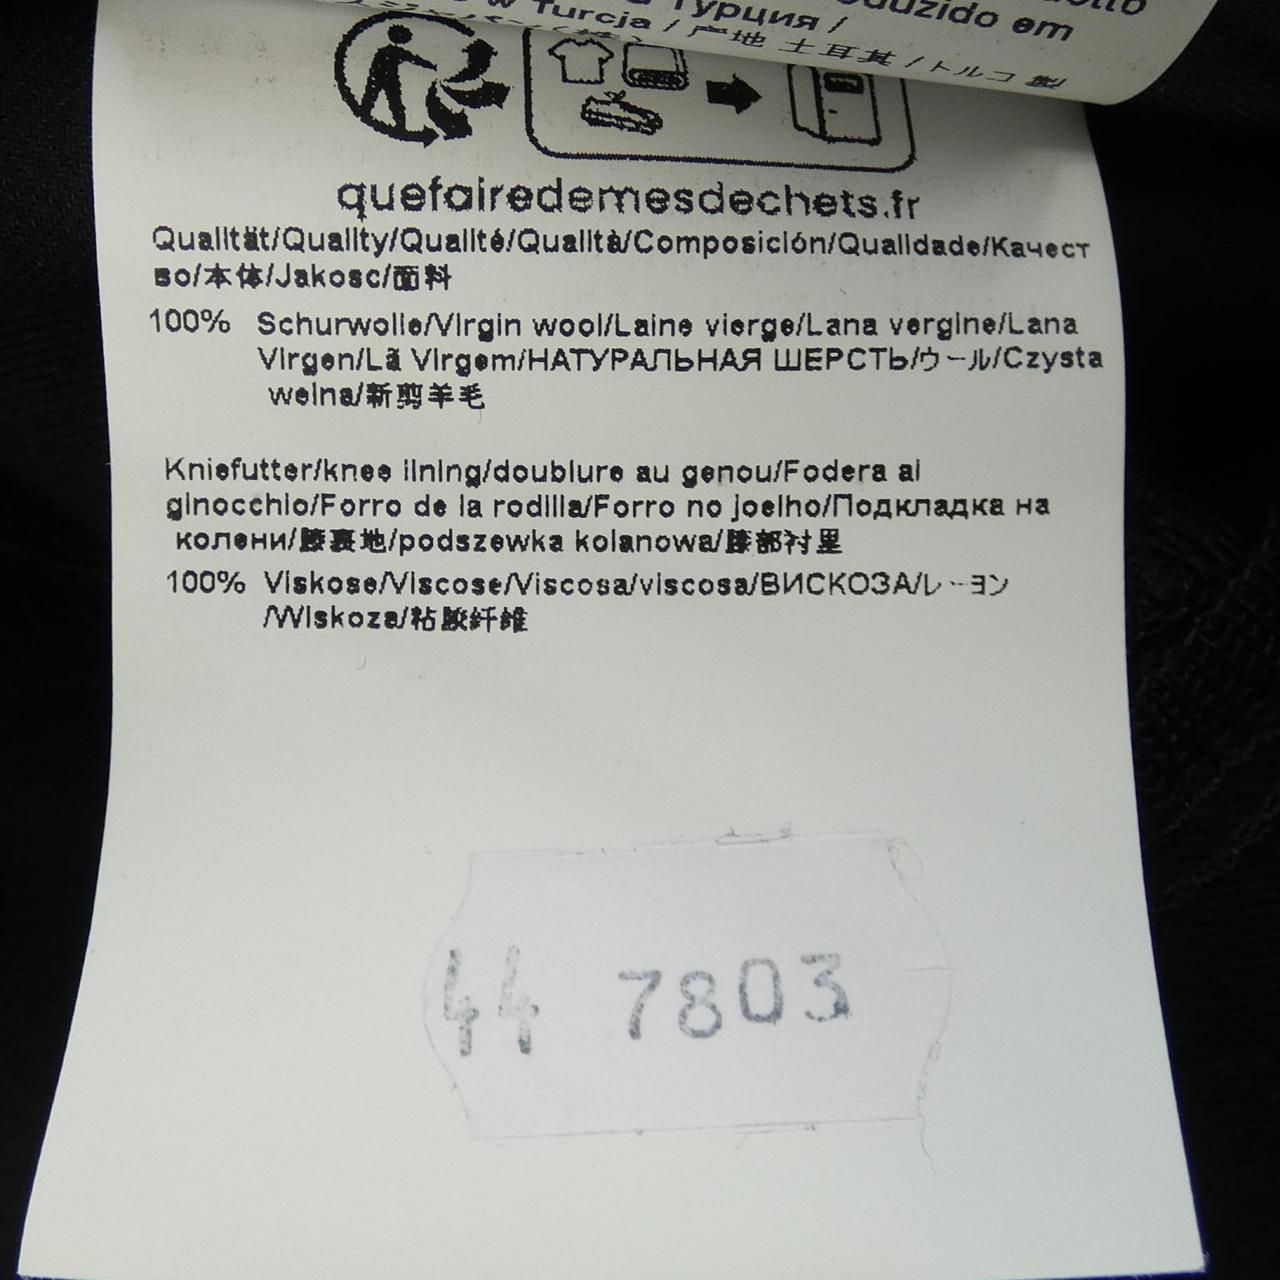 duzido em
Турция /
w Turcja / 产地 土耳其 / トルコ 製
quefairedemesdechets.fr
Qualität/Quality/Qualité/Qualità/Composición/Qualidade/Качест
во/本体/Jakosc/面料
100% Schurwolle/Virgin wool/Laine vierge/Lana vergine/Lana
Virgen/Lã Virgem/НАТУРАЛЬНАЯ ШЕРСТЬ/ウール/Czysta
welna/新剪羊毛
Kniefutter/knee lining/doublure au genou/Fodera al
ginocchio/Forro de la rodilla/Forro no joelho/Подкладка на
колени/膝裏地/podszewka kolanowa/膝部衬里
100% Viskose/Viscose/Viscosa/viscosa/ВИСКОЗА/レーヨン
/Wiskoza/粘胶纤维
44 7803